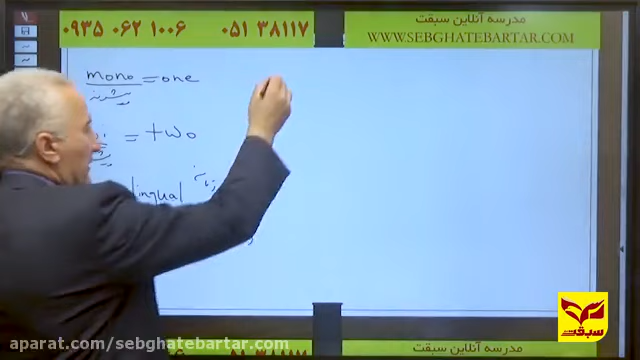 مدرسه آنلاین سبقت
۰۹۳۵ ۰۶۲ ۱۰۰۶   ۰۵۱ ۳۸۱۱۷
WWW.SEBGHATEBARTAR.COM
mono = one
پیشوند
= two
lingual
سبقت
مدرسه آنلاین سبقت
aparat.com/sebghatebartar.com